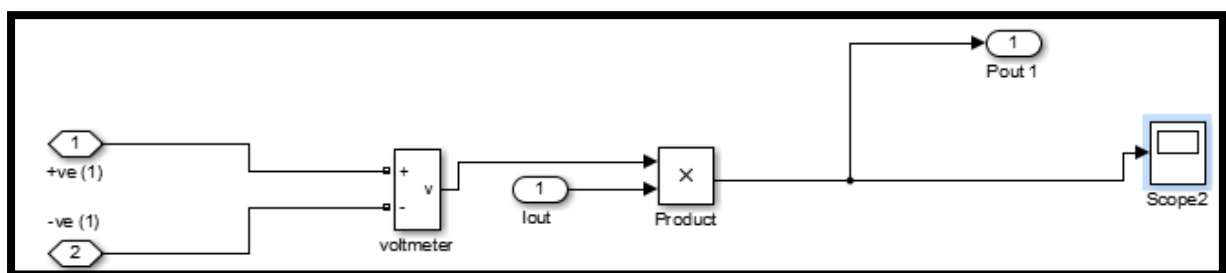 1
Pout 1
1
+ve (1)
+
v
-
voltmeter
1
Iout
×
Product
Scope2
-ve (1)
2